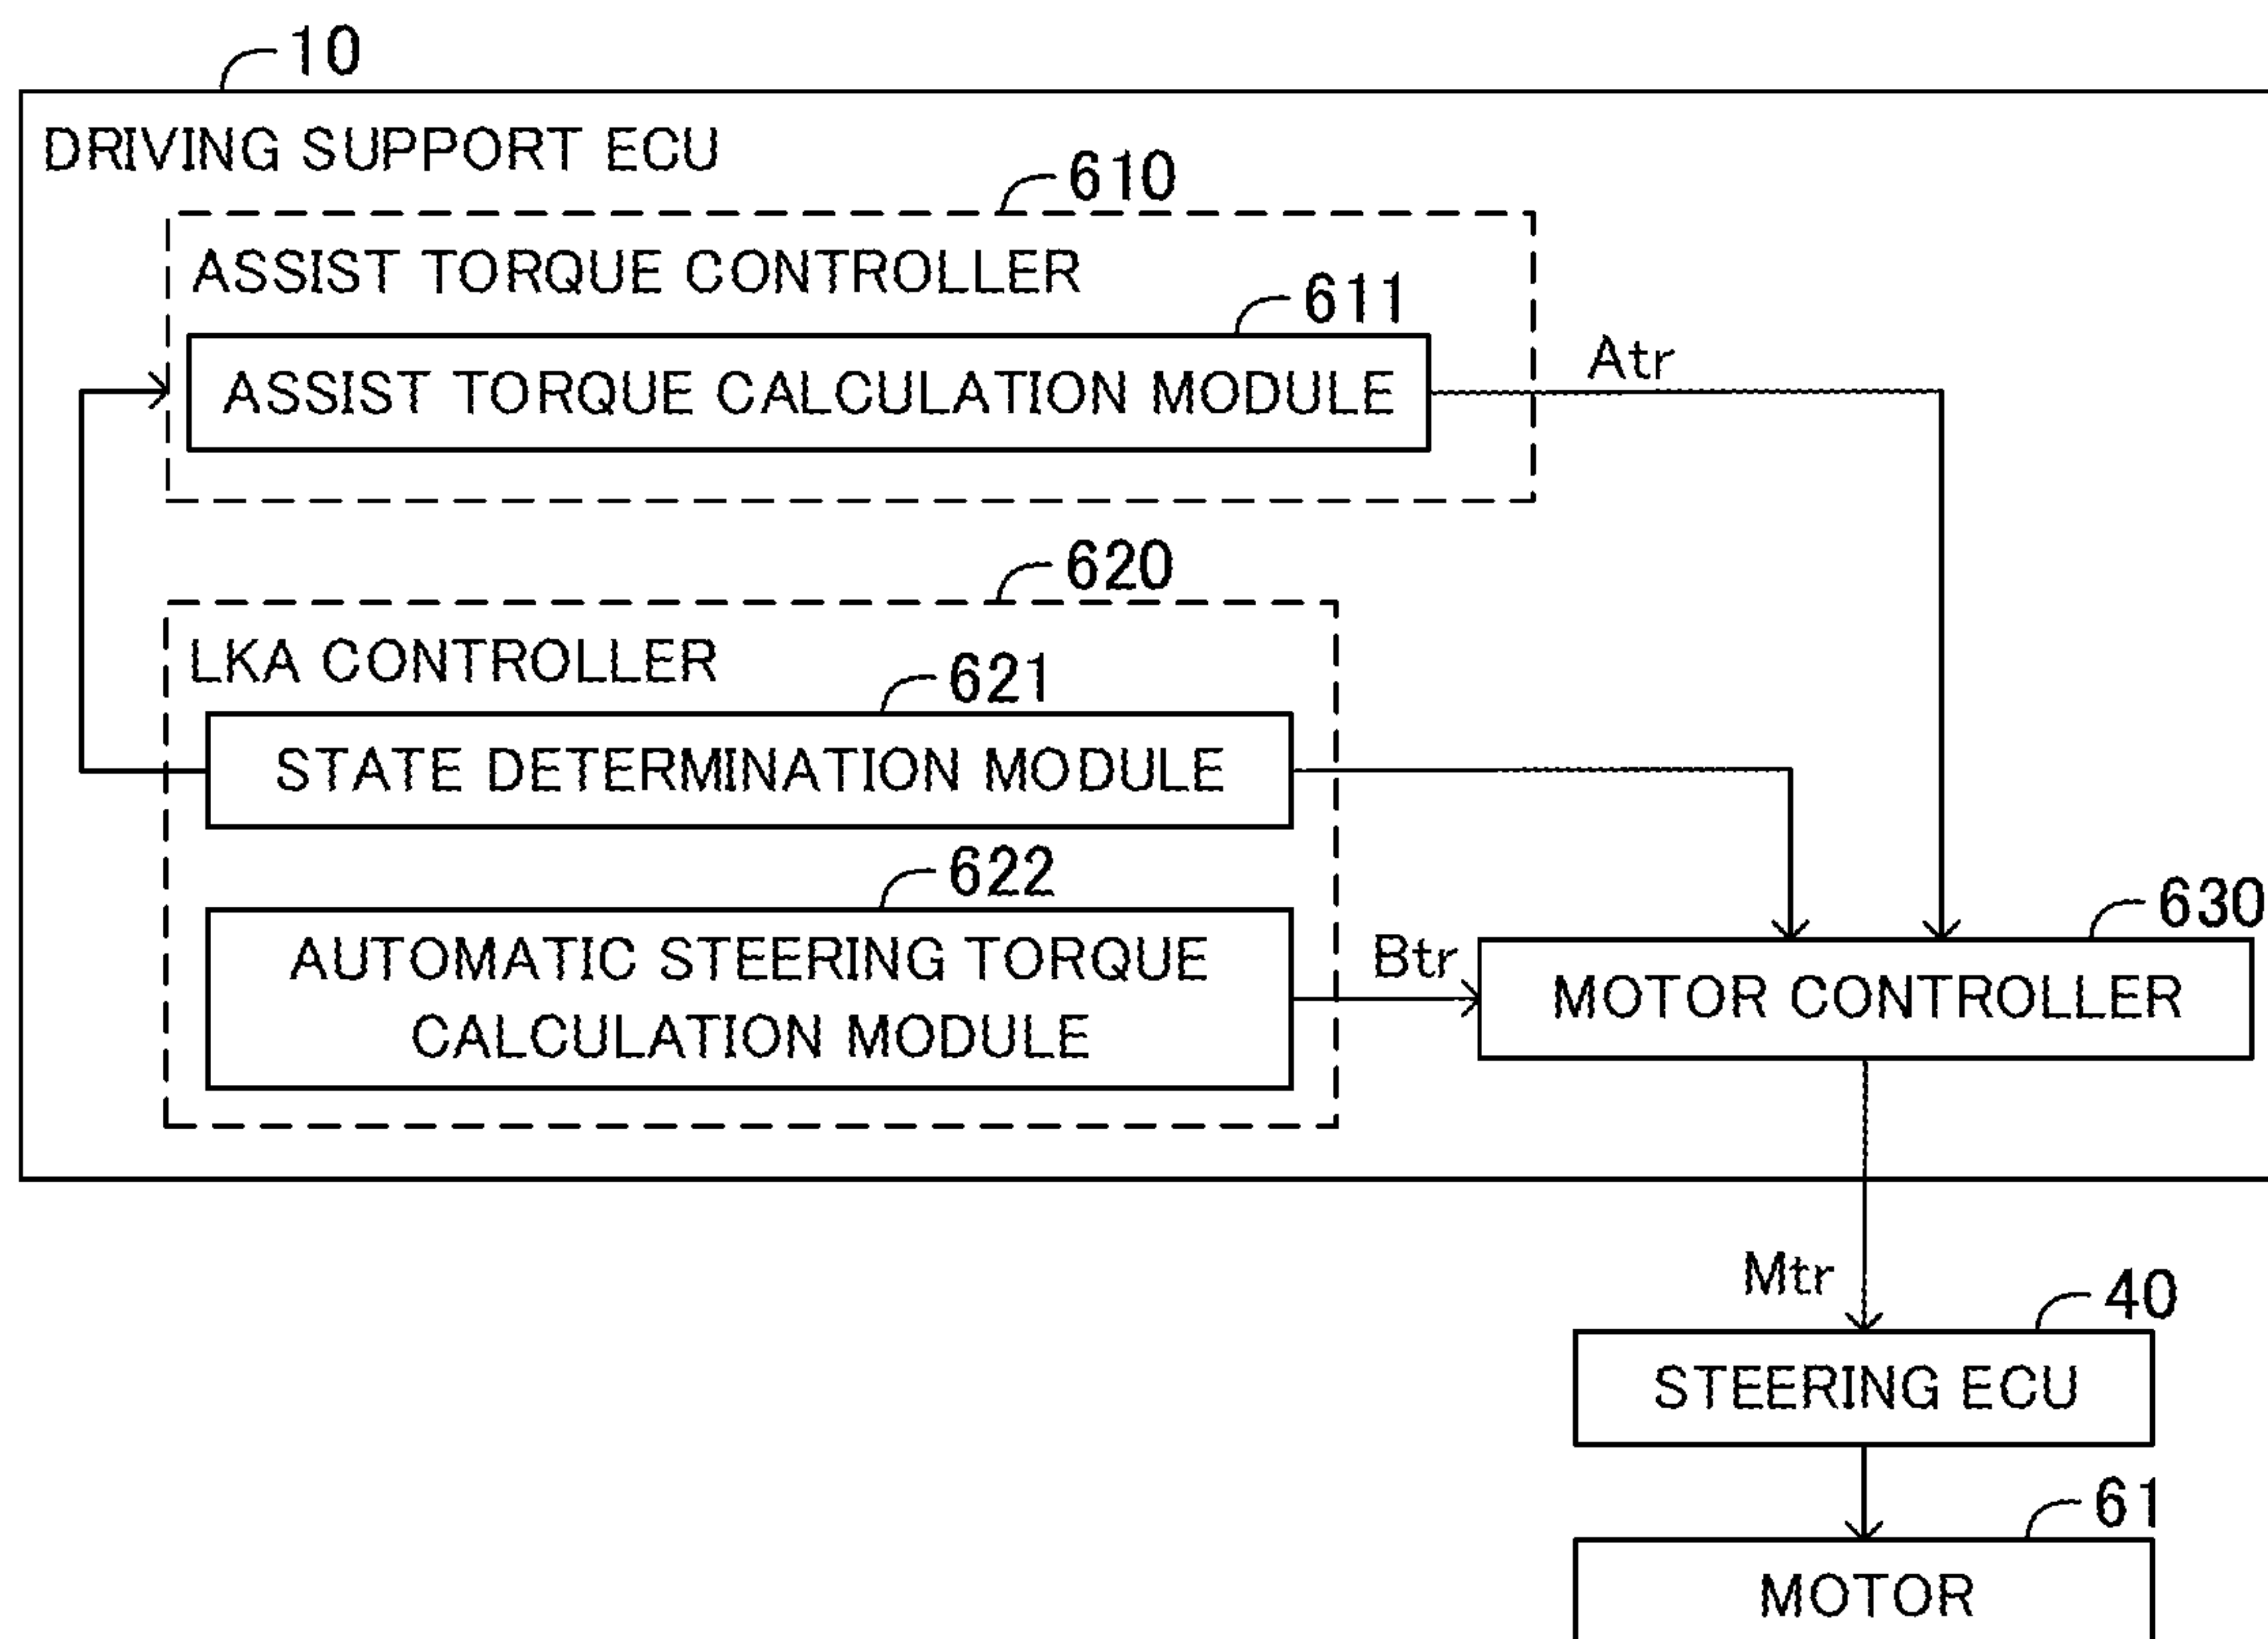 10
DRIVING SUPPORT ECU
610
ASSIST TORQUE CONTROLLER
611
ASSIST TORQUE CALCULATION MODULE
Atr
620
LKA CONTROLLER
621
STATE DETERMINATION MODULE
622
AUTOMATIC STEERING TORQUE
CALCULATION MODULE
Btr
630
MOTOR CONTROLLER
Mtr
40
STEERING ECU
61
MOTOR